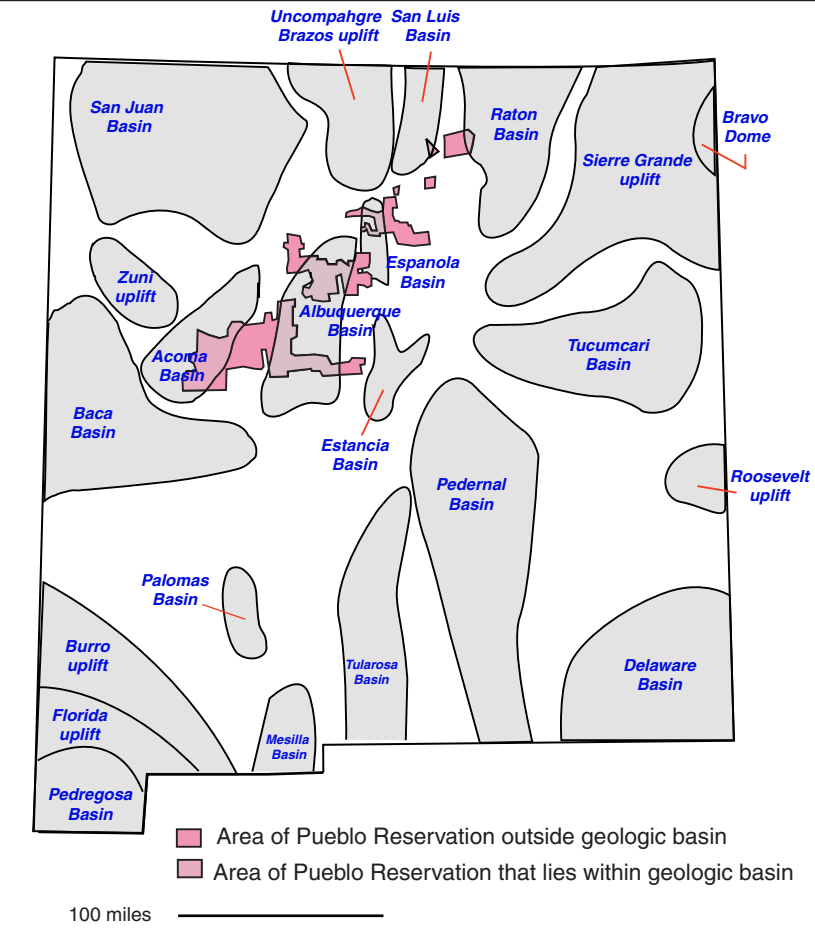 Uncompahgre
Brazos uplift
San Luis
Basin
San Juan
Basin
Raton
Basin
Bravo
Dome
Sierre Grande
uplift
Zuni
uplift
Espanola
Basin
Albuquerque
Basin
Acoma
Basin
Tucumcari
Basin
Baca
Basin
Estancia
Basin
Pedernal
Basin
Roosevelt
uplift
Palomas
Basin
Burro
uplift
Tularosa
Basin
Delaware
Basin
Florida
uplift
Mesilla
Basin
Pedregosa
Basin
Area of Pueblo Reservation outside geologic basin
Area of Pueblo Reservation that lies within geologic basin
100 miles